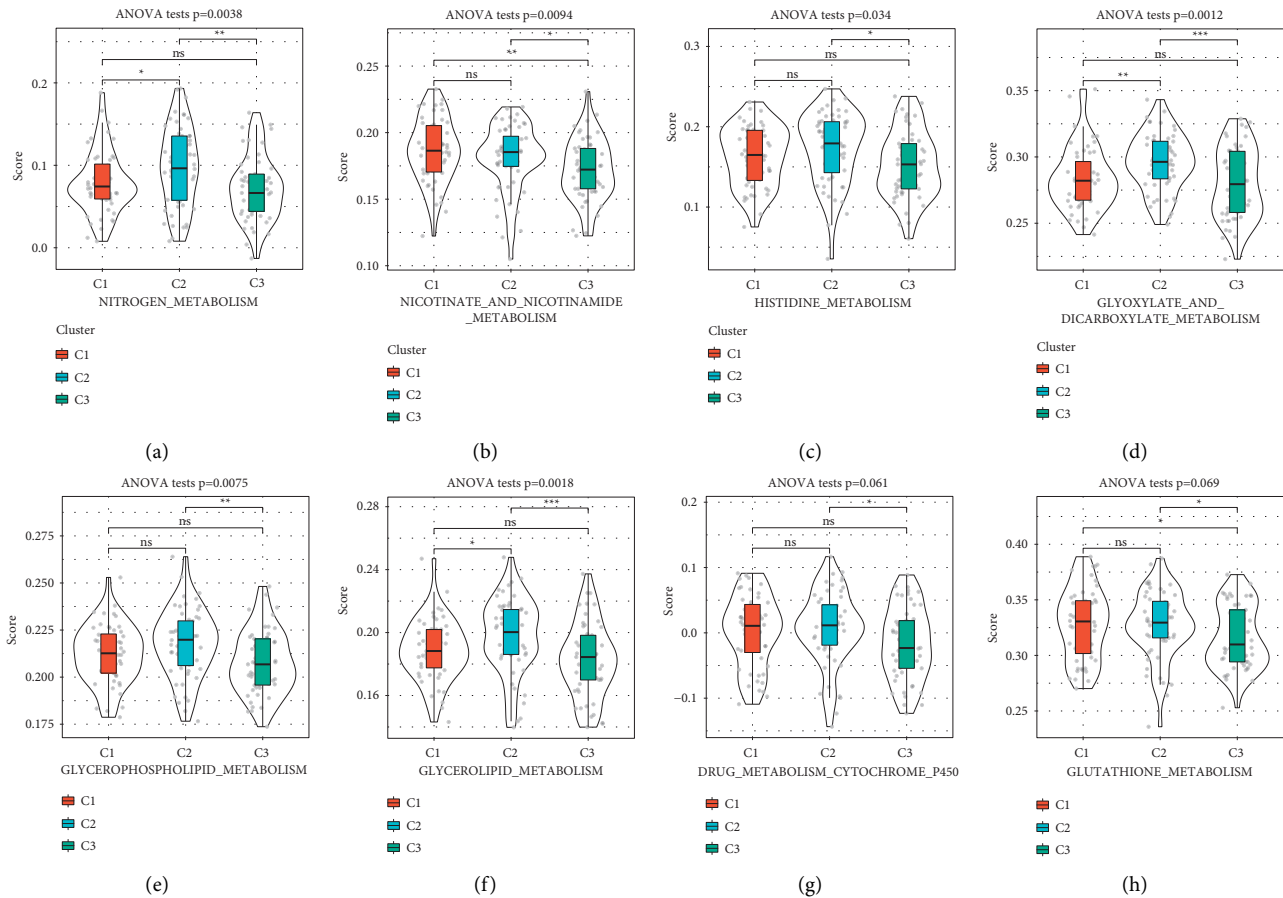 ANOVA tests p=0.0038
**
ns
*
0.2
0.1
0.0
Score
C1 C2 C3
NITROGEN_METABOLISM
Cluster
C1
C2
C3
(a)
ANOVA tests p=0.0094
*
**
ns
0.25
0.20
0.15
0.10
Score
C1 C2 C3
NICOTINATE_AND_NICOTINAMIDE
_METABOLISM
Cluster
C1
C2
C3
(b)
ANOVA tests p=0.034
*
ns
ns
0.3
0.2
0.1
Score
C1 C2 C3
HISTIDINE_METABOLISM
Cluster
C1
C2
C3
(c)
ANOVA tests p=0.0012
***
ns
**
0.35
0.30
0.25
Score
C1 C2 C3
GLYOXYLATE_AND_
DICARBOXYLATE_METABOLISM
Cluster
C1
C2
C3
(d)
ANOVA tests p=0.0075
**
ns
ns
0.275
0.250
0.225
0.200
0.175
Score
C1 C2 C3
GLYCEROPHOSPHOLIPID_METABOLISM
C1
C2
C3
(e)
ANOVA tests p=0.0018
***
ns
*
0.28
0.24
0.20
0.16
Score
C1 C2 C3
GLYCEROLIPID_METABOLISM
C1
C2
C3
(f)
ANOVA tests p=0.061
*
ns
ns
0.2
0.1
0.0
−0.1
Score
C1 C2 C3
DRUG_METABOLISM_CYTOCHROME_P450
C1
C2
C3
(g)
ANOVA tests p=0.069
*
*
ns
0.40
0.35
0.30
0.25
Score
C1 C2 C3
GLUTATHIONE_METABOLISM
C1
C2
C3
(h)